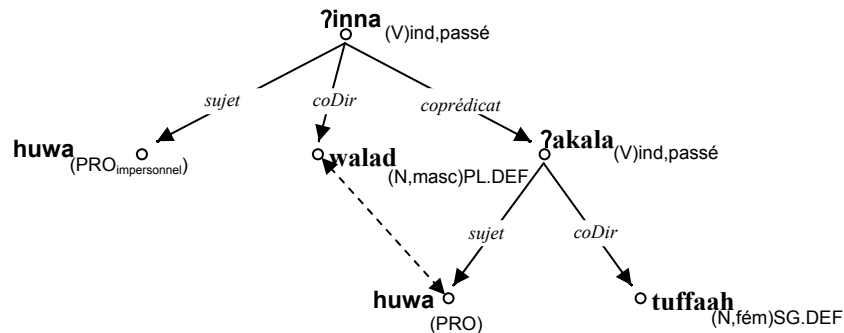 ʔinna(V)ind,passé
sujet coDir coprédicat
huwa(PROimpersonnel) walad(N,masc)PL.DEF ʔakala(V)ind,passé
sujet coDir
huwa(PRO) tuffaah(N,fém)SG.DEF